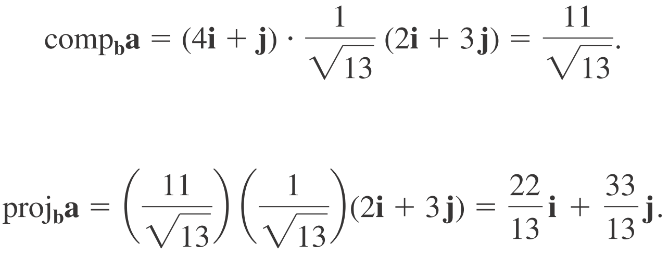 comp_b a = (4i + j) · 1/√13 (2i + 3j) = 11/√13.
proj_b a = (11/√13)(1/√13)(2i + 3j) = 22/13 i + 33/13 j.